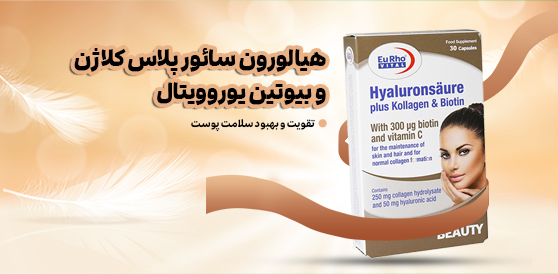 هیالورون سائور پلاس کلاژن
و بیوتین یوروویتال
تقویت و بهبود سلامت پوست
Food Supplement
30 Capsules
EuRho
VITAL
Hyaluronsäure
plus Kollagen & Biotin
With 300 µg biotin
and vitamin C
for the maintenance of
skin and hair and for
normal collagen formation
Contains
250 mg collagen hydrolysate
and 50 mg hyaluronic acid
BEAUTY